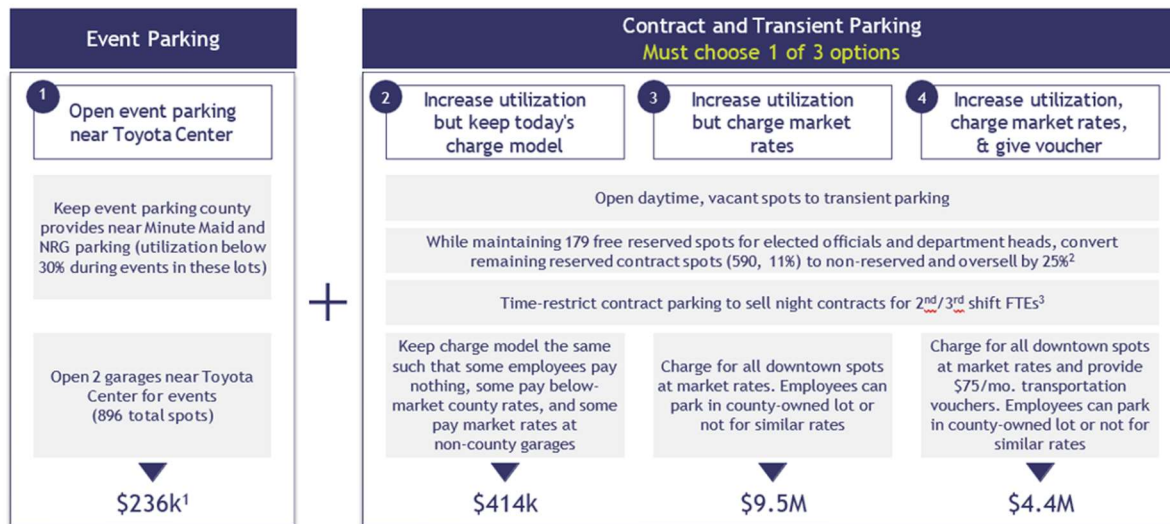 Event Parking
Contract and Transient Parking
Must choose 1 of 3 options
1
Open event parking
near Toyota Center
Keep event parking county
provides near Minute Maid and
NRG parking (utilization below
30% during events in these lots)
Open 2 garages near Toyota
Center for events
(896 total spots)
$236k¹
+
2
Increase utilization
but keep today's
charge model
3
Increase utilization
but charge market
rates
4
Increase utilization,
charge market rates,
& give voucher
Open daytime, vacant spots to transient parking
While maintaining 179 free reserved spots for elected officials and department heads, convert
remaining reserved contract spots (590, 11%) to non-reserved and oversell by 25%²
Time-restrict contract parking to sell night contracts for 2nd/3rd shift FTEs³
Keep charge model the same
such that some employees pay
nothing, some pay below-
market county rates, and some
pay market rates at
non-county garages
Charge for all downtown spots
at market rates. Employees can
park in county-owned lot or
not for similar rates
Charge for all downtown spots
at market rates and provide
$75/mo. transportation
vouchers. Employees can park
in county-owned lot or not for
similar rates
$414k
$9.5M
$4.4M